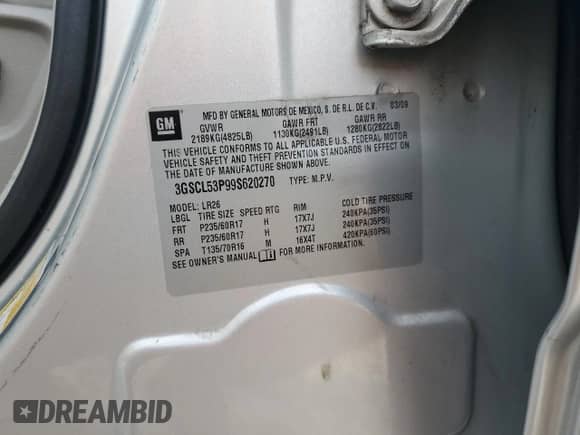 GM
MFD BY GENERAL MOTORS DE MEXICO, S. DE R.L. DE C.V. 03/09
GVWR GAWR FRT GAWR RR
2189KG(4825LB) 1130KG(2491LB) 1280KG(2822LB)
THIS VEHICLE CONFORMS TO ALL APPLICABLE U.S. FEDERAL MOTOR
VEHICLE SAFETY AND THEFT PREVENTION STANDARDS IN EFFECT ON
THE DATE OF MANUFACTURE SHOWN ABOVE.
3GSCL53P99S620270 TYPE: M.P.V.
MODEL: LR26
LBGL TIRE SIZE SPEED RTG RIM COLD TIRE PRESSURE
FRT P235/60R17 H 17X7J 240KPA(35PSI)
RR P235/60R17 H 17X7J 240KPA(35PSI)
SPA T135/70R16 M 16X4T 420KPA(60PSI)
SEE OWNER'S MANUAL FOR MORE INFORMATION.
DREAMBID